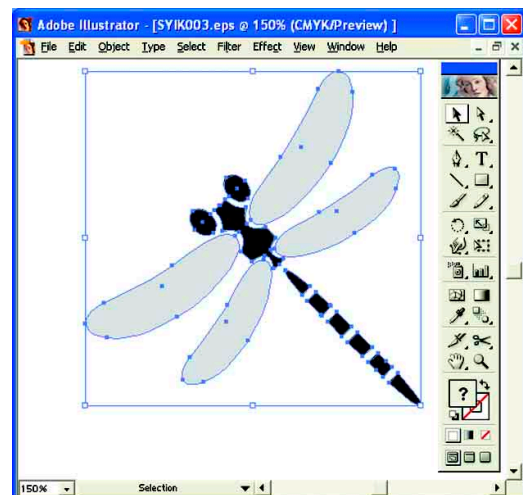 Adobe Illustrator - [SYIK003.eps @ 150% (CMYK/Preview) ]
File Edit Object Type Select Filter Effect View Window Help
T
?
150% Selection